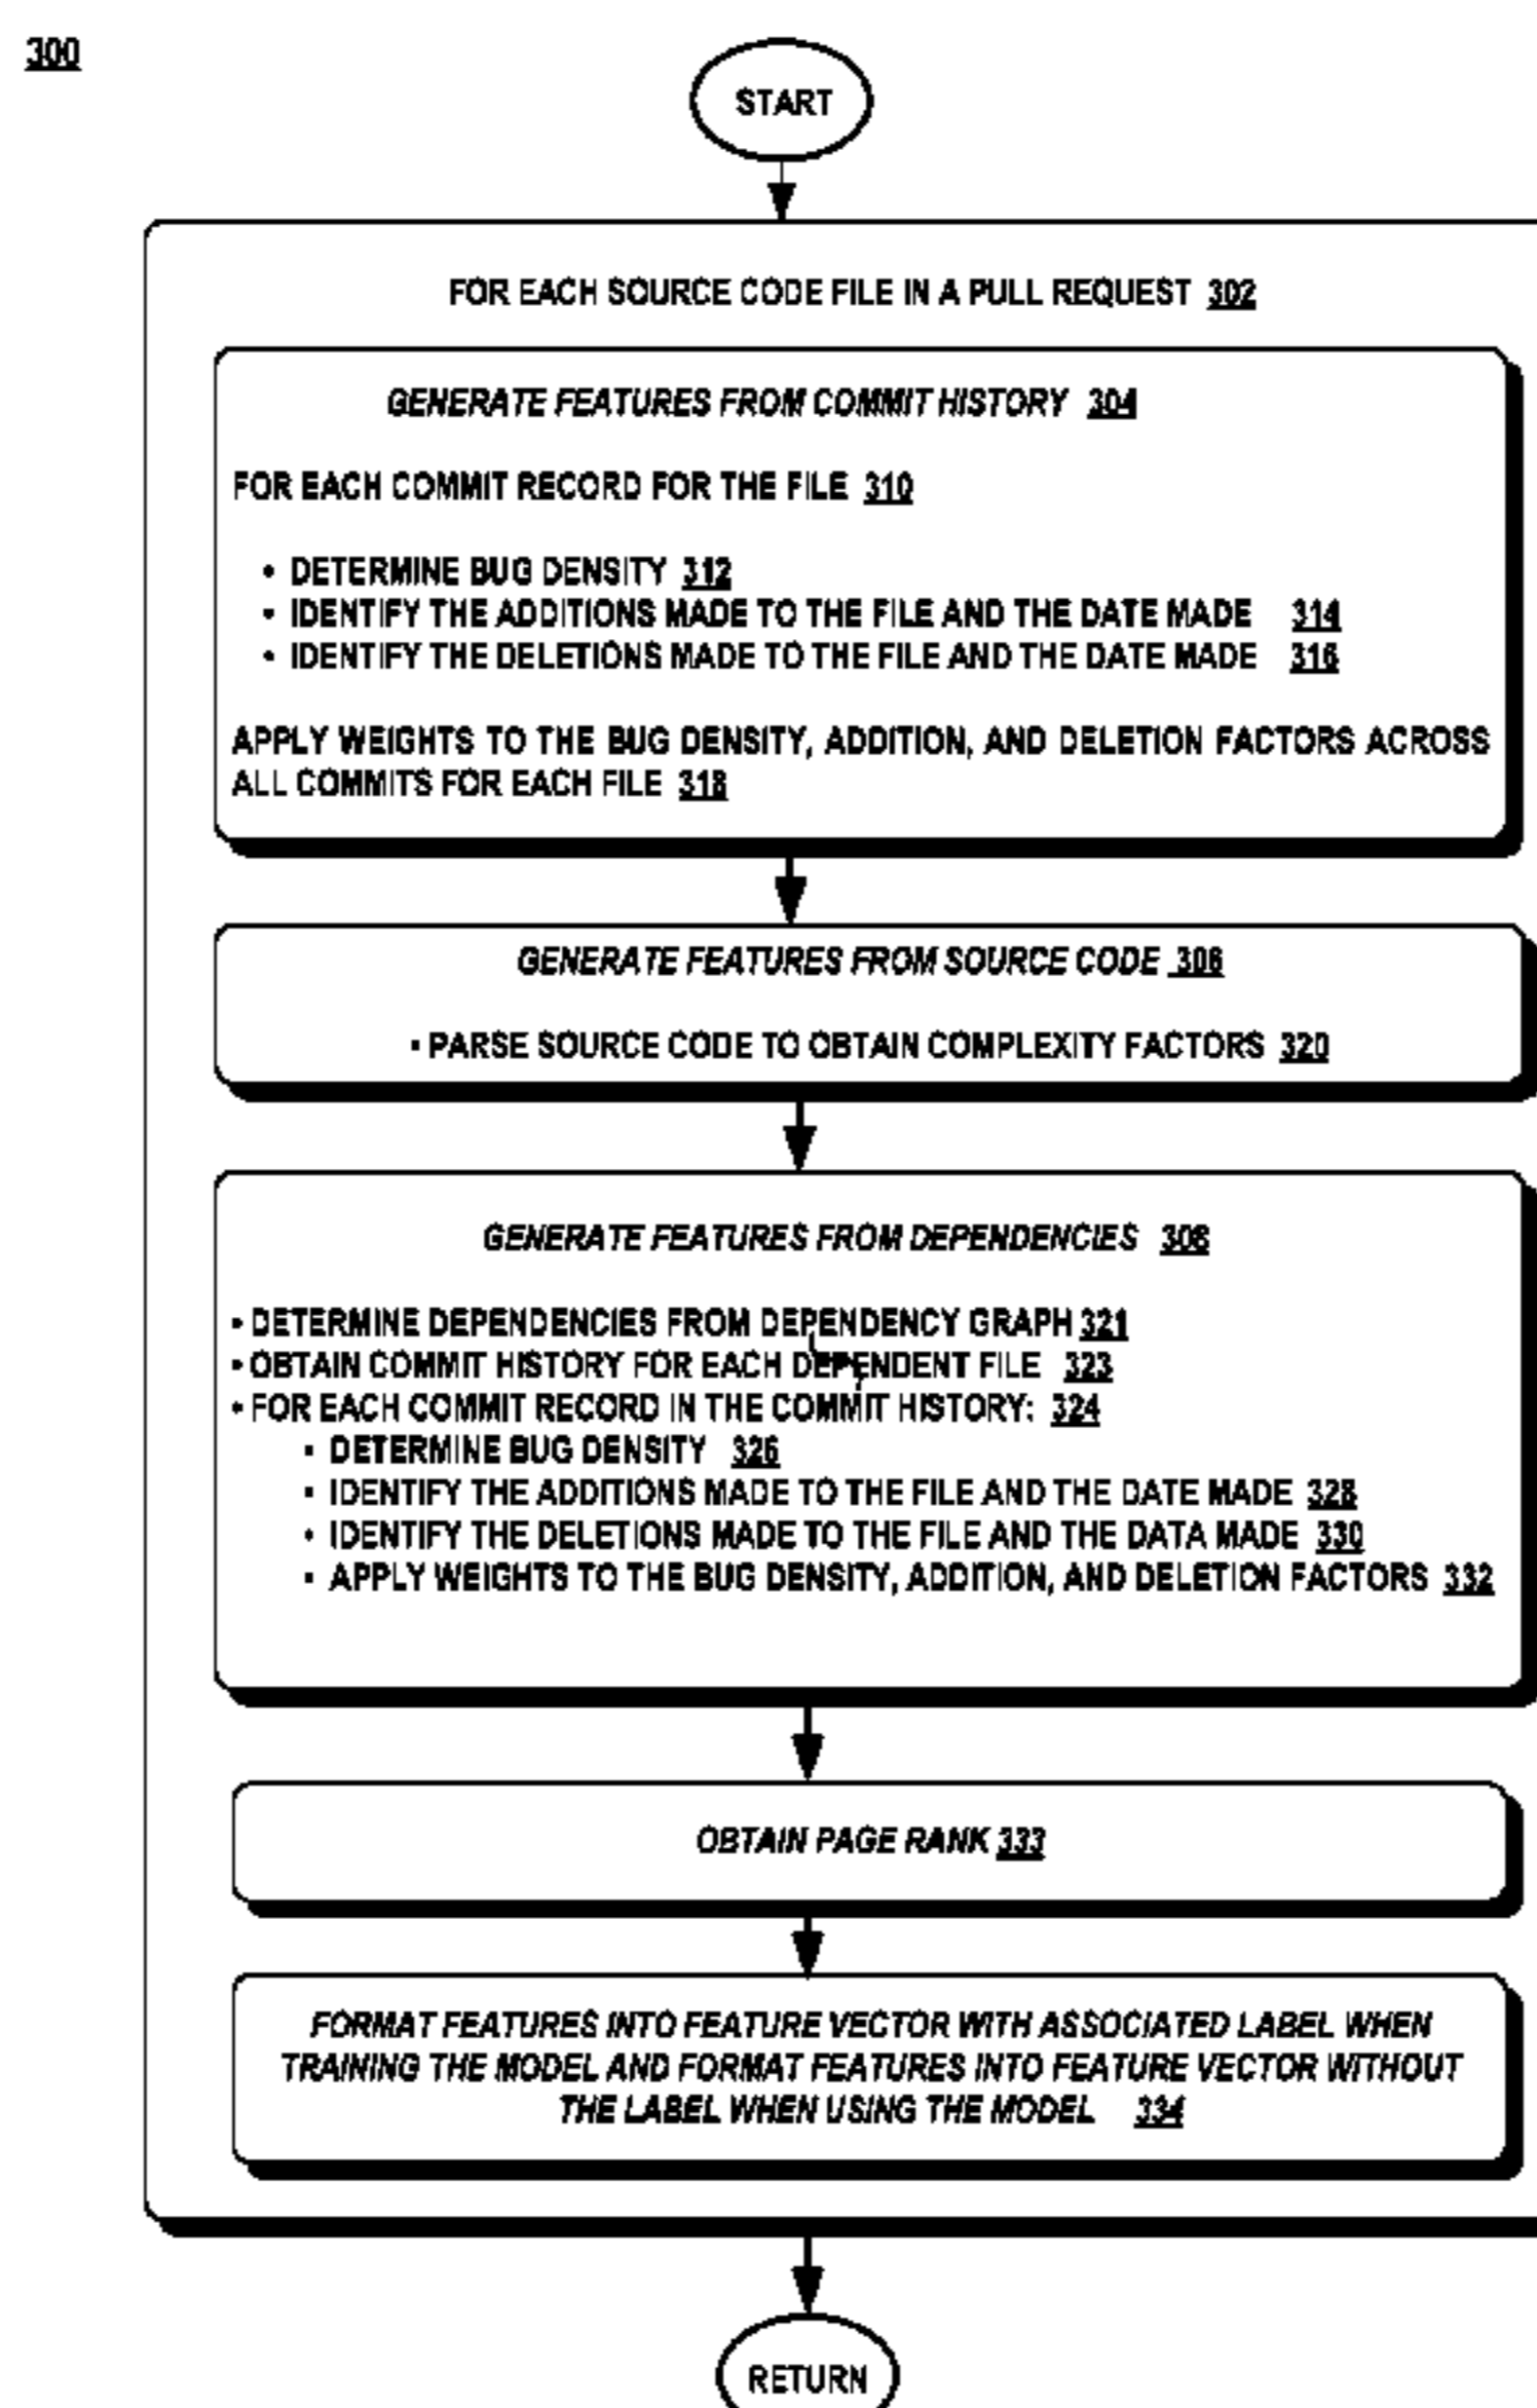 300
START
FOR EACH SOURCE CODE FILE IN A PULL REQUEST 302
GENERATE FEATURES FROM COMMIT HISTORY 304
FOR EACH COMMIT RECORD FOR THE FILE 310
• DETERMINE BUG DENSITY 312
• IDENTIFY THE ADDITIONS MADE TO THE FILE AND THE DATE MADE 314
• IDENTIFY THE DELETIONS MADE TO THE FILE AND THE DATE MADE 316
APPLY WEIGHTS TO THE BUG DENSITY, ADDITION, AND DELETION FACTORS ACROSS
ALL COMMITS FOR EACH FILE 318
GENERATE FEATURES FROM SOURCE CODE 306
▪ PARSE SOURCE CODE TO OBTAIN COMPLEXITY FACTORS 320
GENERATE FEATURES FROM DEPENDENCIES 308
• DETERMINE DEPENDENCIES FROM DEPENDENCY GRAPH 321
• OBTAIN COMMIT HISTORY FOR EACH DEPENDENT FILE 323
• FOR EACH COMMIT RECORD IN THE COMMIT HISTORY: 324
▪ DETERMINE BUG DENSITY 326
▪ IDENTIFY THE ADDITIONS MADE TO THE FILE AND THE DATE MADE 328
▪ IDENTIFY THE DELETIONS MADE TO THE FILE AND THE DATA MADE 330
▪ APPLY WEIGHTS TO THE BUG DENSITY, ADDITION, AND DELETION FACTORS 332
OBTAIN PAGE RANK 333
FORMAT FEATURES INTO FEATURE VECTOR WITH ASSOCIATED LABEL WHEN
TRAINING THE MODEL AND FORMAT FEATURES INTO FEATURE VECTOR WITHOUT
THE LABEL WHEN USING THE MODEL 334
RETURN